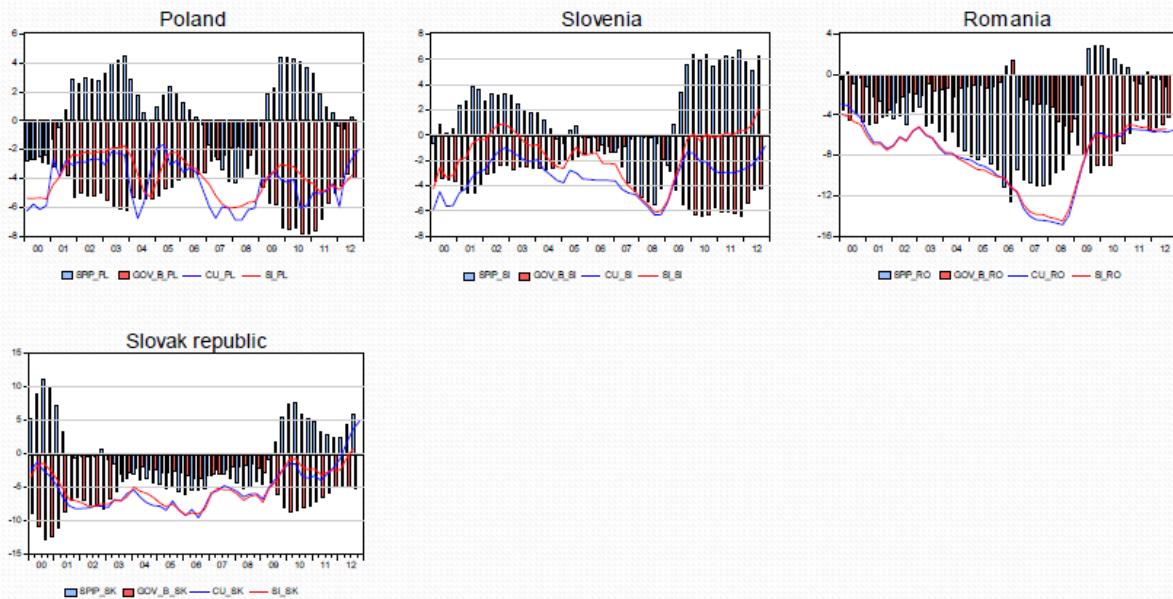 Poland
6
4
2
0
-2
-4
-6
-8
00 01 02 03 04 05 06 07 08 09 10 11 12
SPIP_PL GOV_B_PL CU_PL SI_PL
Slovenia
8
6
4
2
0
-2
-4
-6
-8
00 01 02 03 04 05 06 07 08 09 10 11 12
SPIP_SI GOV_B_SI CU_SI SI_SI
Romania
4
0
-4
-8
-12
-16
00 01 02 03 04 05 06 07 08 09 10 11 12
SPIP_RO GOV_B_RO CU_RO SI_RO
Slovak republic
15
10
5
0
-5
-10
-15
00 01 02 03 04 05 06 07 08 09 10 11 12
SPIP_SK GOV_B_SK CU_SK SI_SK